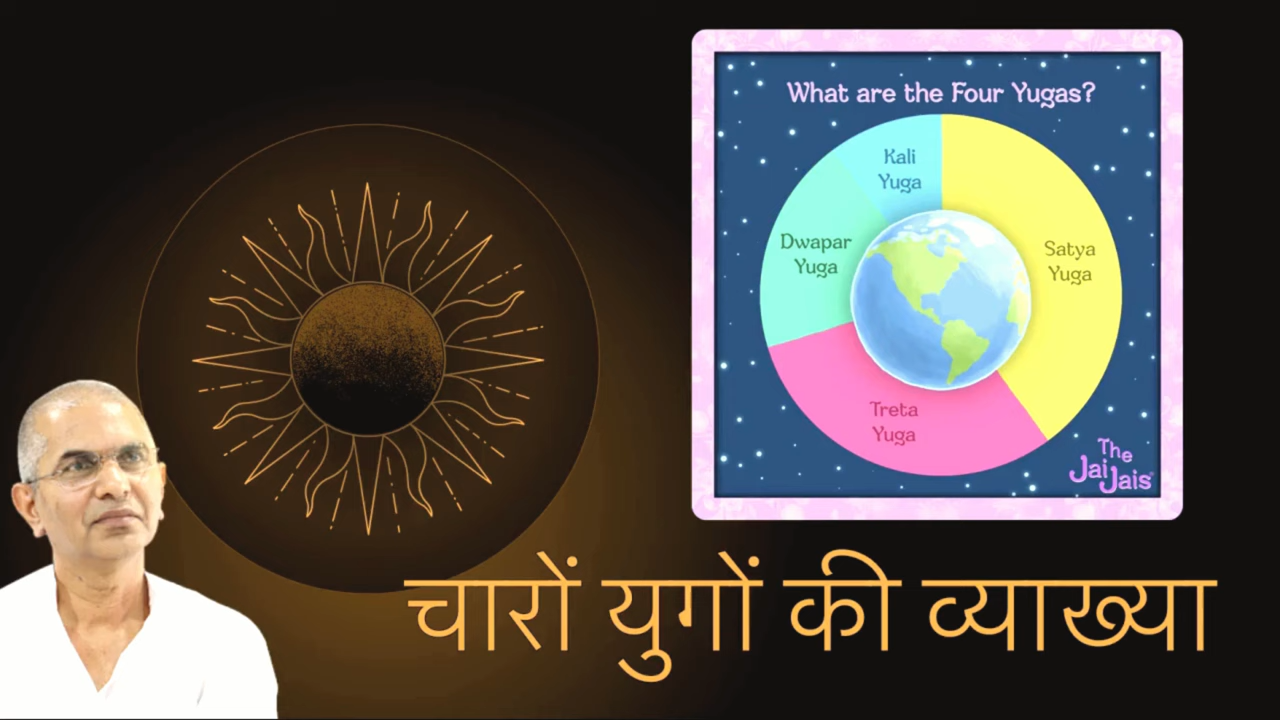 What are the Four Yugas?
Kali
Yuga
Satya
Yuga
Dwapar
Yuga
Treta
Yuga
The
Jai
Jais
चारों युगों की व्याख्या